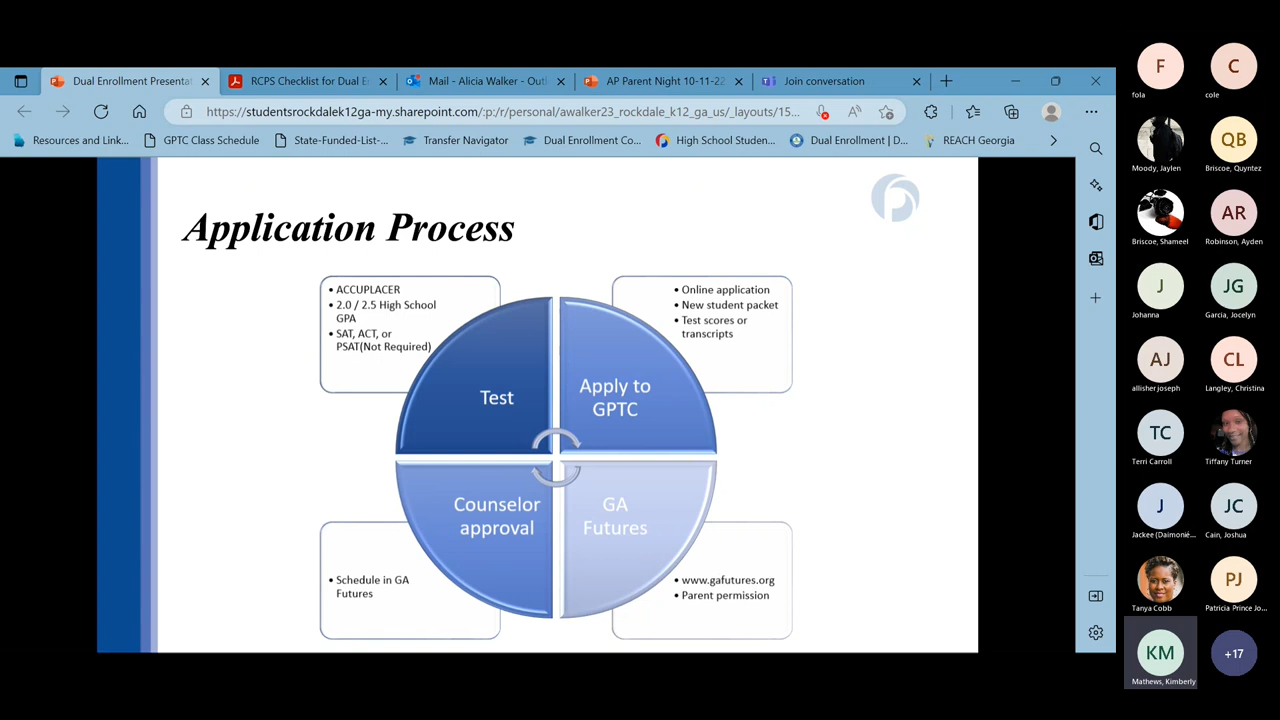 Dual Enrollment Presentat
RCPS Checklist for Dual E
Mail - Alicia Walker - Outl
AP Parent Night 10-11-22
Join conversation
https://studentsrockdalek12ga-my.sharepoint.com/:p:/r/personal/awalker23_rockdale_k12_ga_us/_layouts/15...
Resources and Link...
GPTC Class Schedule
State-Funded-List-...
Transfer Navigator
Dual Enrollment Co...
High School Studen...
Dual Enrollment | D...
REACH Georgia
Application Process
• ACCUPLACER
• 2.0 / 2.5 High School
GPA
• SAT, ACT, or
PSAT(Not Required)
• Online application
• New student packet
• Test scores or
transcripts
Test
Apply to
GPTC
Counselor
approval
GA
Futures
• Schedule in GA
Futures
• www.gafutures.org
• Parent permission
F
fola
C
cole
Moody, Jaylen
QB
Briscoe, Quyntez
Briscoe, Shameel
AR
Robinson, Ayden
J
Johanna
JG
Garcia, Jocelyn
AJ
allisher joseph
CL
Langley, Christina
TC
Terri Carroll
Tiffany Turner
J
Jackee (Daimonié...
JC
Cain, Joshua
Tanya Cobb
PJ
Patricia Prince Jo...
KM
Mathews, Kimberly
+17